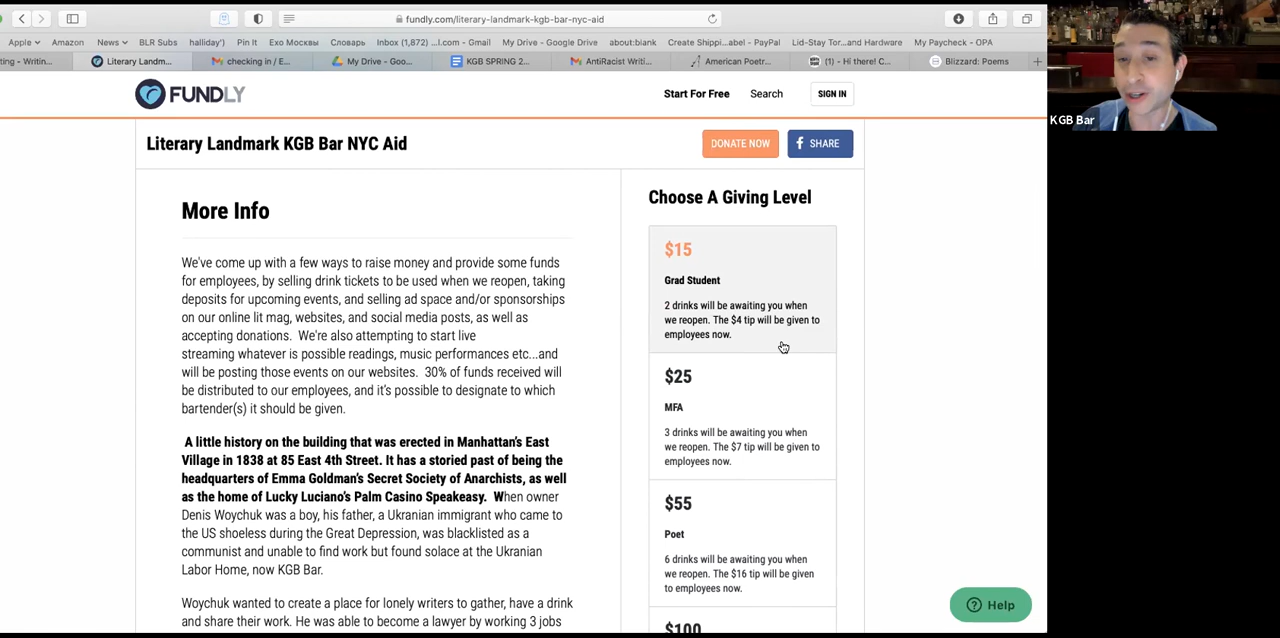 fundly.com/literary-landmark-kgb-bar-nyc-aid
Apple Amazon News BLR Subs halliday') Pin It Ехо Москвы Словарь Inbox (1,872) ...l.com - Gmail My Drive - Google Drive about:blank Create Shippi...abel - PayPal Lid-Stay Tor...and Hardware My Paycheck - OPA
ting - Writin... Literary Landm... checking in / E... My Drive - Goo... KGB SPRING 2... AntiRacist Writi... American Poetr... (1) - Hi there! C... Blizzard: Poems
FUNDLY
Start For Free Search SIGN IN
Literary Landmark KGB Bar NYC Aid
DONATE NOW
f SHARE
More Info
We've come up with a few ways to raise money and provide some funds
for employees, by selling drink tickets to be used when we reopen, taking
deposits for upcoming events, and selling ad space and/or sponsorships
on our online lit mag, websites, and social media posts, as well as
accepting donations. We're also attempting to start live
streaming whatever is possible readings, music performances etc...and
will be posting those events on our websites. 30% of funds received will
be distributed to our employees, and it's possible to designate to which
bartender(s) it should be given.
A little history on the building that was erected in Manhattan's East
Village in 1838 at 85 East 4th Street. It has a storied past of being the
headquarters of Emma Goldman's Secret Society of Anarchists, as well
as the home of Lucky Luciano's Palm Casino Speakeasy. When owner
Denis Woychuk was a boy, his father, a Ukranian immigrant who came to
the US shoeless during the Great Depression, was blacklisted as a
communist and unable to find work but found solace at the Ukranian
Labor Home, now KGB Bar.
Woychuk wanted to create a place for lonely writers to gather, have a drink
and share their work. He was able to become a lawyer by working 3 jobs
Choose A Giving Level
$15
Grad Student
2 drinks will be awaiting you when
we reopen. The $4 tip will be given to
employees now.
$25
MFA
3 drinks will be awaiting you when
we reopen. The $7 tip will be given to
employees now.
$55
Poet
6 drinks will be awaiting you when
we reopen. The $16 tip will be given
to employees now.
$100
Help
KGB Bar